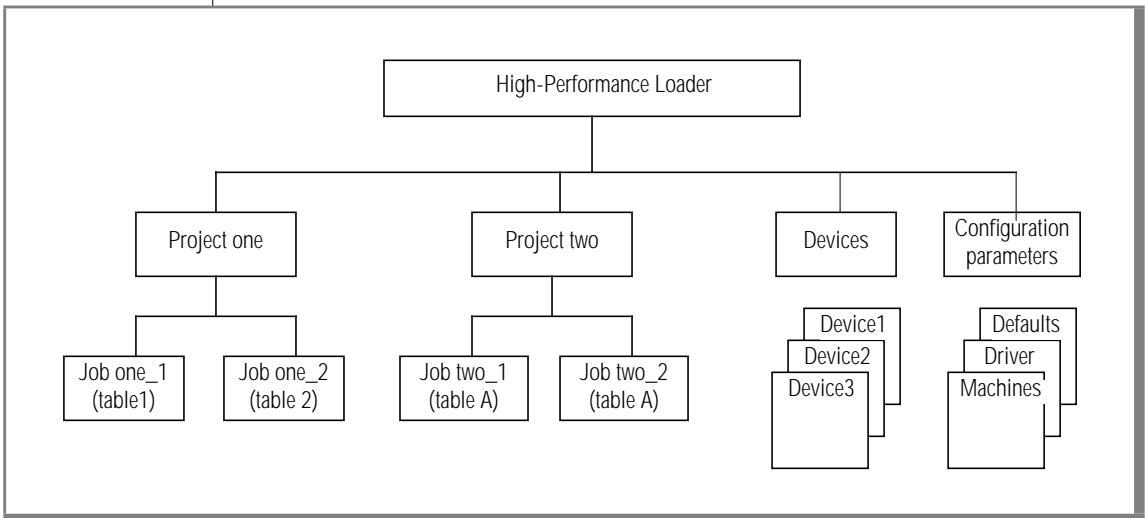 High-Performance Loader
Project one
Project two
Devices
Configuration
parameters
Job one_1
(table1)
Job one_2
(table 2)
Job two_1
(table A)
Job two_2
(table A)
Device1
Device2
Device3
Defaults
Driver
Machines